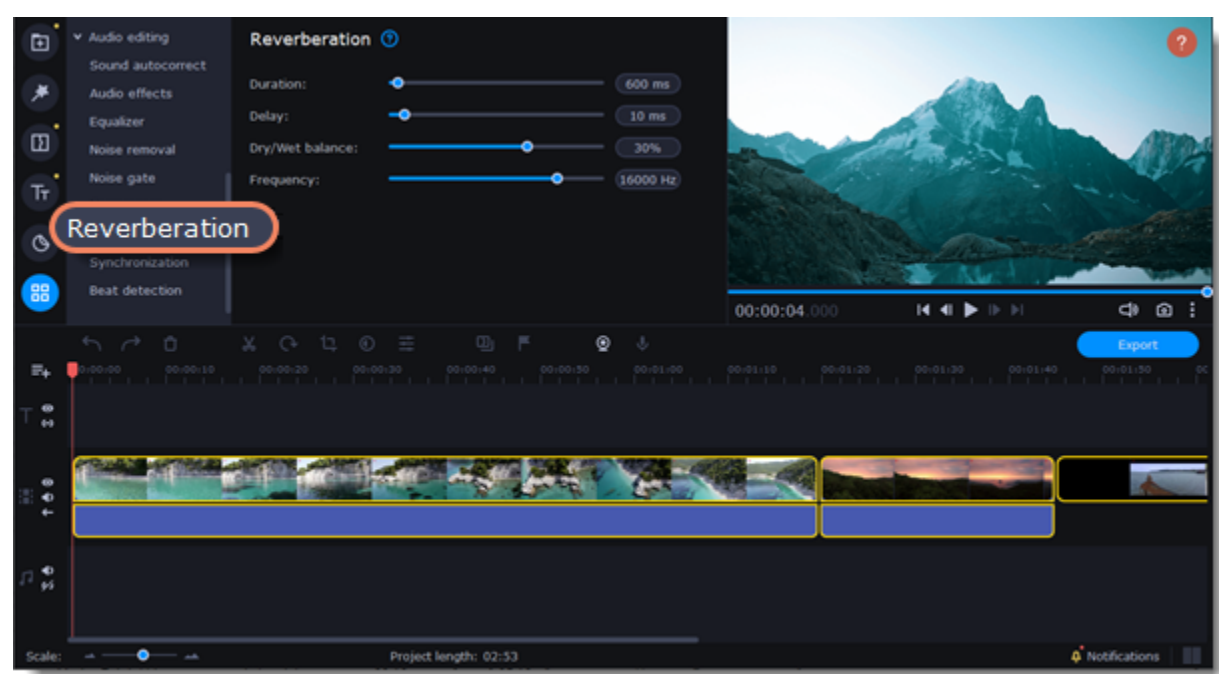 Audio editing
Sound autocorrect
Audio effects
Equalizer
Noise removal
Noise gate
Reverberation
Synchronization
Beat detection
Reverberation ?
Duration: 600 ms
Delay: 10 ms
Dry/Wet balance: 30%
Frequency: 16000 Hz
?
00:00:04.000
Export
00:00:00 00:00:10 00:00:20 00:00:30 00:00:40 00:00:50 00:01:00 00:01:10 00:01:20 00:01:30 00:01:40 00:01:50 00
Scale:
Project length: 02:53
Notifications